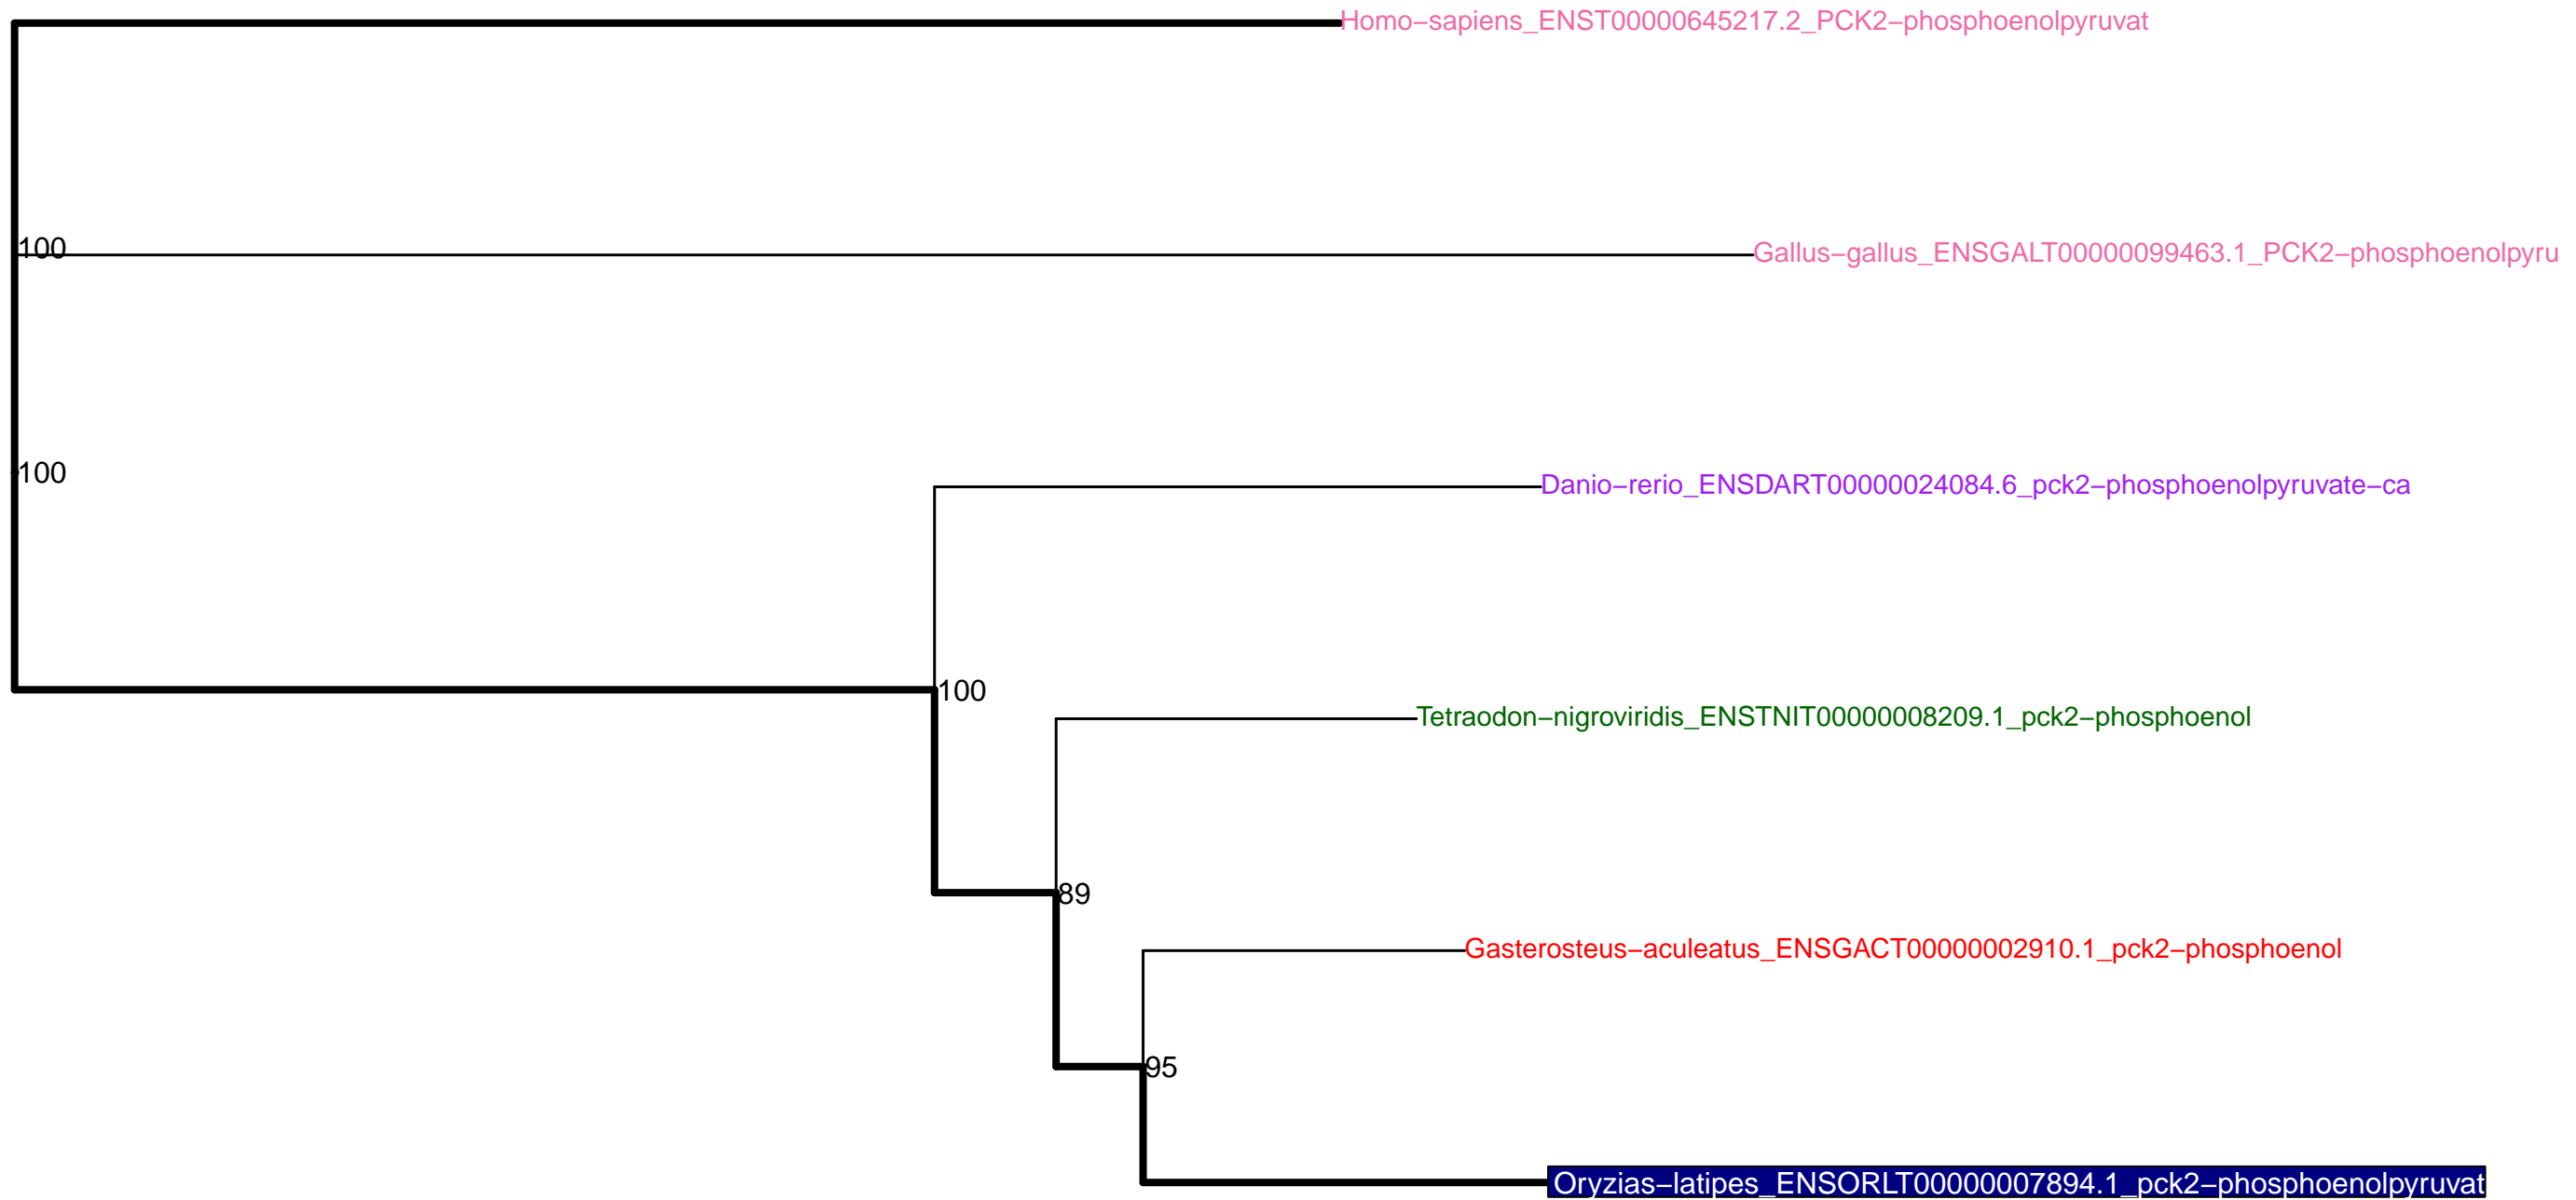 Homo−sapiens_ENST00000645217.2_PCK2−phosphoenolpyruvat
100
Gallus−gallus_ENSGALT00000099463.1_PCK2−phosphoenolpyru
100
Danio−rerio_ENSDART00000024084.6_pck2−phosphoenolpyruvate−ca
100
Tetraodon−nigroviridis_ENSTNIT00000008209.1_pck2−phosphoenol
89
Gasterosteus−aculeatus_ENSGACT00000002910.1_pck2−phosphoenol
95
Oryzias−latipes_ENSORLT00000007894.1_pck2−phosphoenolpyruvat